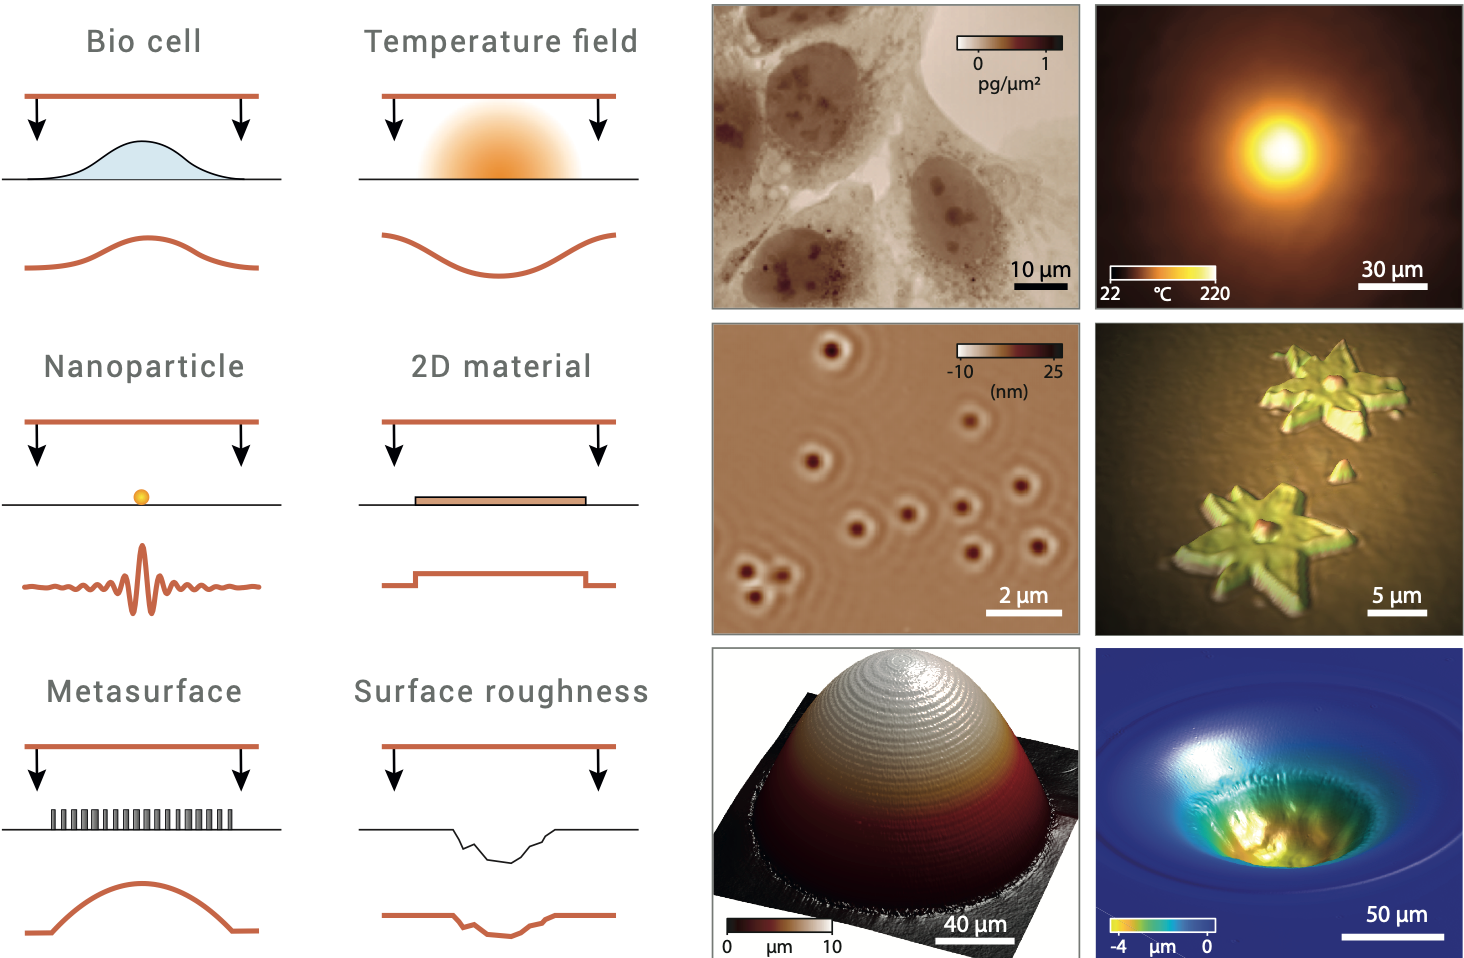 Bio cell
Temperature field
0 1
pg/µm²
10 µm
22 °C 220
30 µm
Nanoparticle
2D material
-10 25
(nm)
2 µm
5 µm
Metasurface
Surface roughness
0 µm 10
40 µm
-4 µm 0
50 µm